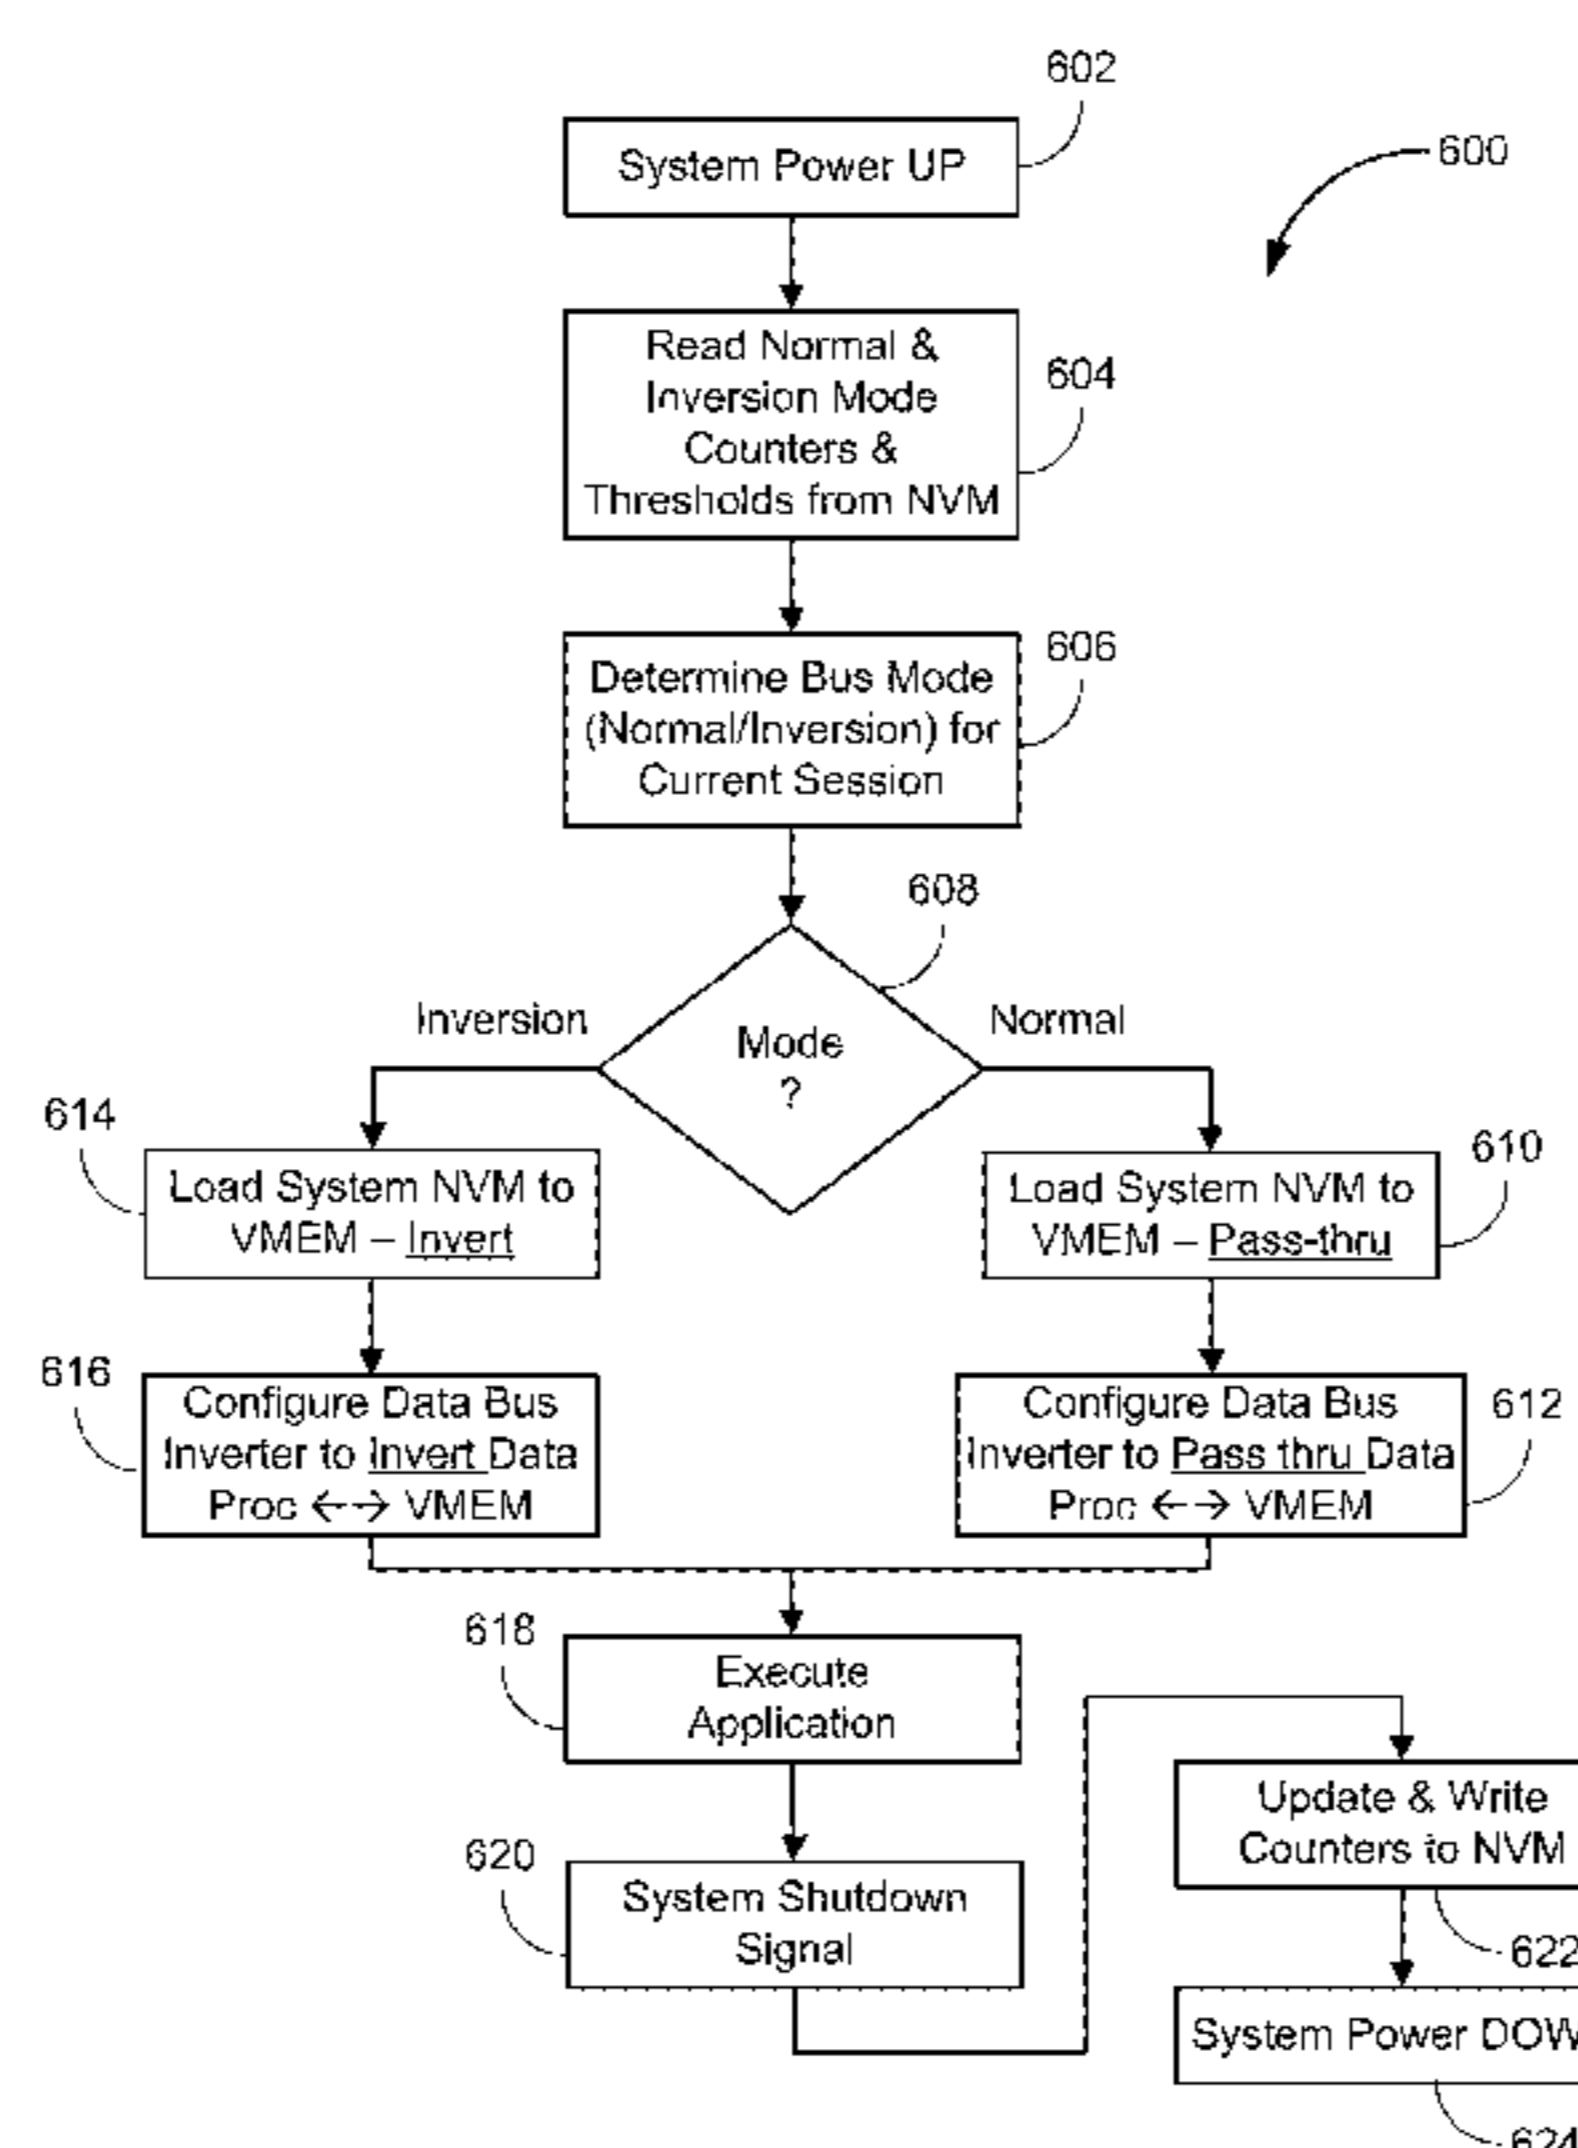 602
System Power UP
600
Read Normal &
Inversion Mode
Counters &
Thresholds from NVM
604
Determine Bus Mode
(Normal/Inversion) for
Current Session
606
608
Inversion
Mode
?
Normal
614
Load System NVM to
VMEM – Invert
610
Load System NVM to
VMEM – Pass-thru
616
Configure Data Bus
Inverter to Invert Data
Proc <--> VMEM
612
Configure Data Bus
Inverter to Pass thru Data
Proc <--> VMEM
618
Execute
Application
620
System Shutdown
Signal
Update & Write
Counters to NVM
622
System Power DOW
624